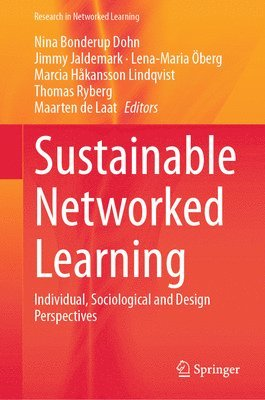 Research in Networked Learning
Nina Bonderup Dohn
Jimmy Jaldemark · Lena-Maria Öberg
Marcia Håkansson Lindqvist
Thomas Ryberg
Maarten de Laat Editors
Sustainable
Networked
Learning
Individual, Sociological and Design
Perspectives
Springer